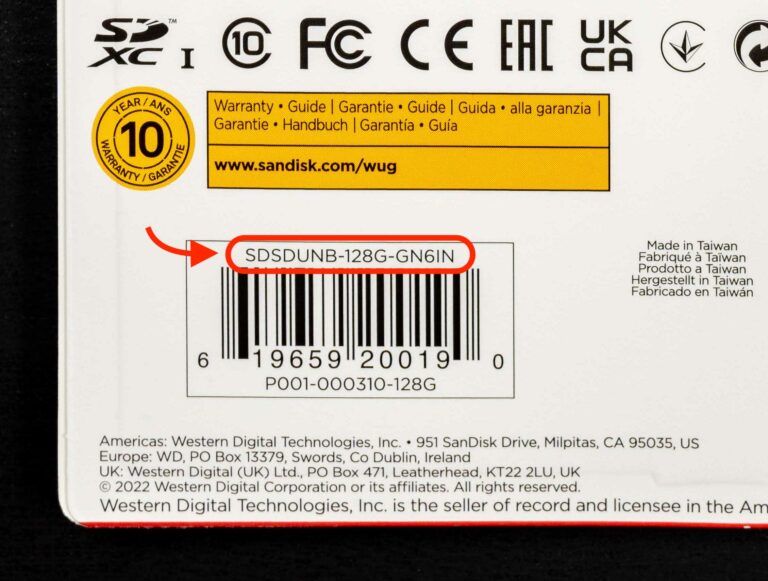 SD™
XC I
10
FC
CE
EAC
UK
CA
YEAR/ANS
10
WARRANTY/GARANTIE
Warranty • Guide | Garantie • Guide | Guida • alla garanzia |
Garantie • Handbuch | Garantía • Guía
www.sandisk.com/wug
SDSDUNB-128G-GN6IN
6 19659 20019 0
P001-000310-128G
Made in Taiwan
Fabriqué à Taïwan
Prodotto a Taiwan
Hergestellt in Taiwan
Fabricado en Taiwán
Americas: Western Digital Technologies, Inc. • 951 SanDisk Drive, Milpitas, CA 95035, US
Europe: WD, PO Box 13379, Swords, Co Dublin, Ireland
UK: Western Digital (UK) Ltd., PO Box 471, Leatherhead, KT22 2LU, UK
© 2022 Western Digital Corporation or its affiliates. All rights reserved.
Western Digital Technologies, Inc. is the seller of record and licensee in the Am